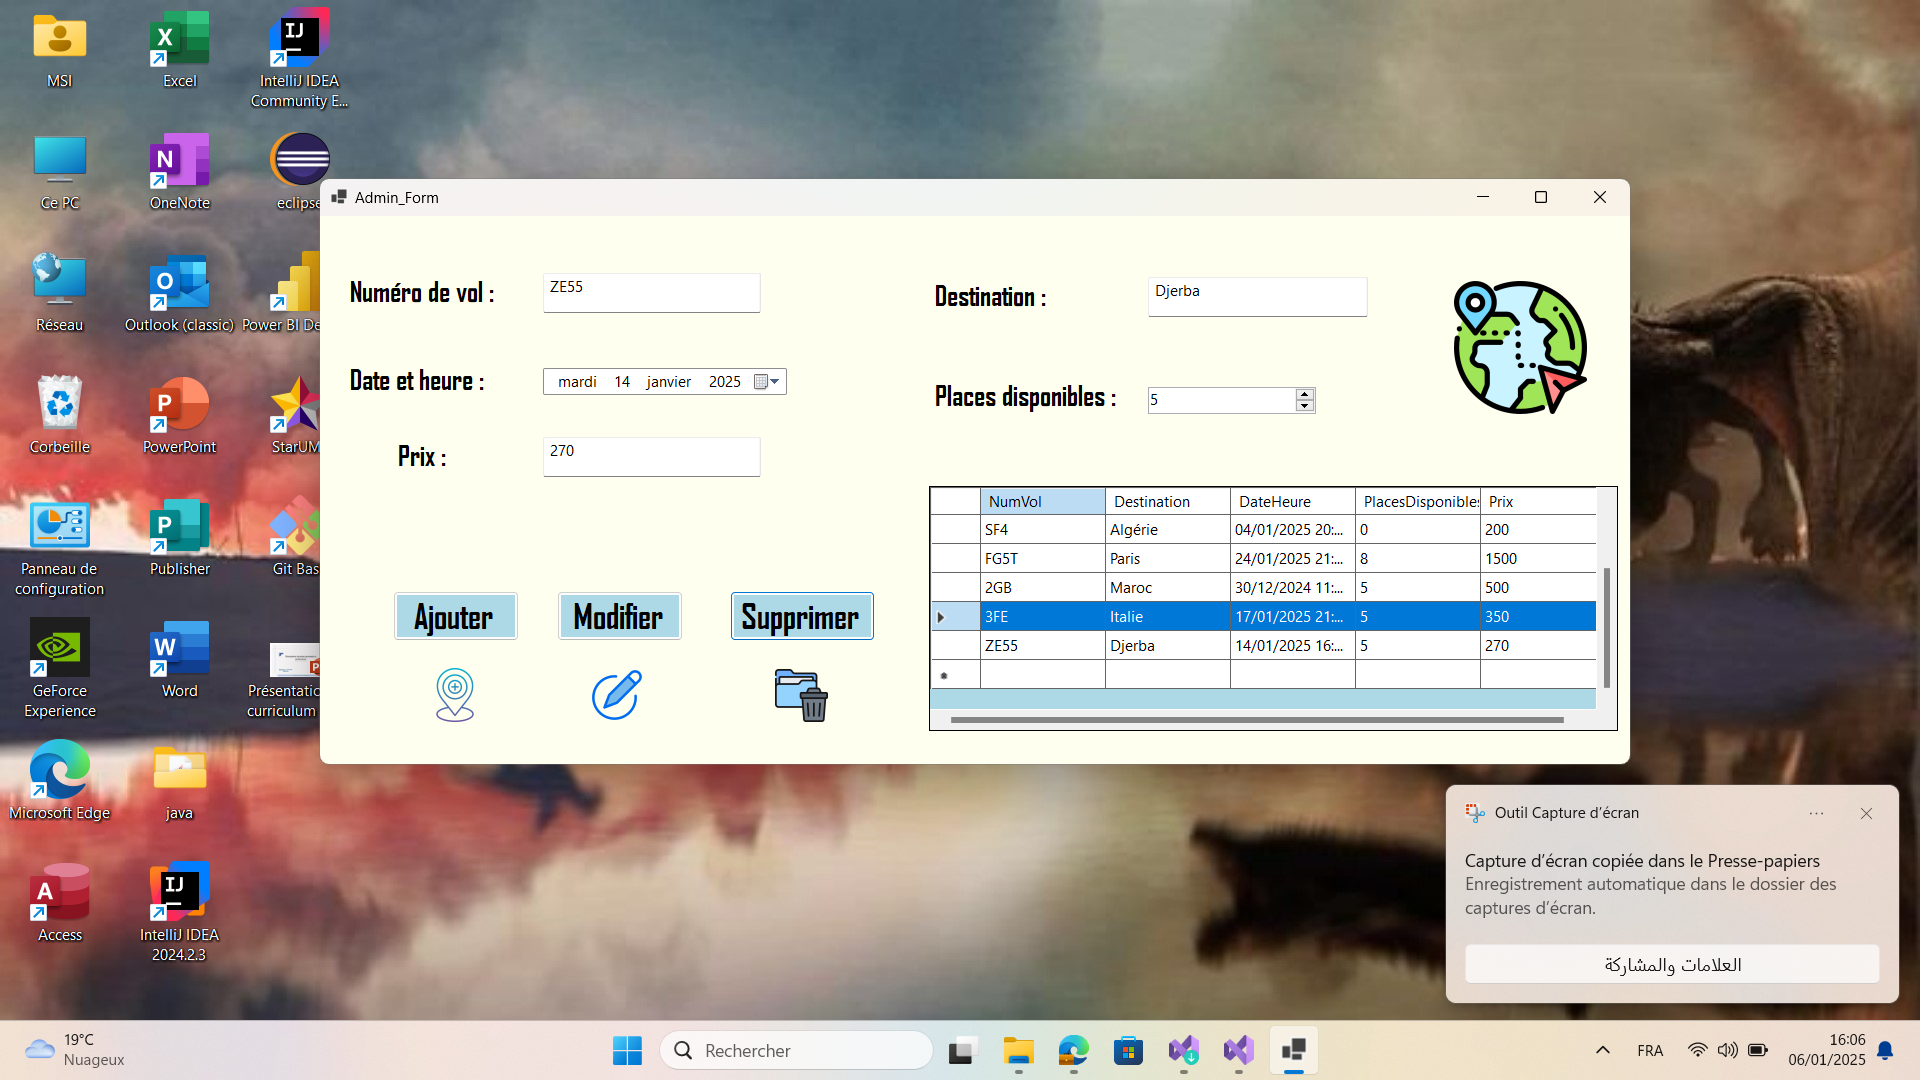 MSI
Excel
IntelliJ IDEA
Community E...
Ce PC
OneNote
eclipse
Réseau
Outlook (classic)
Power BI De
Corbeille
PowerPoint
StarUM
Panneau de
configuration
Publisher
Git Bas
GeForce
Experience
Word
Présentatio
curriculum
Microsoft Edge
java
Access
IntelliJ IDEA
2024.2.3
Admin_Form
Numéro de vol :
ZE55
Destination :
Djerba
Date et heure :
mardi 14 janvier 2025
Places disponibles :
5
Prix :
270
Ajouter
Modifier
Supprimer
NumVol Destination DateHeure PlacesDisponibles Prix
SF4 Algérie 04/01/2025 20:... 0 200
FG5T Paris 24/01/2025 21:... 8 1500
2GB Maroc 30/12/2024 11:... 5 500
3FE Italie 17/01/2025 21:... 5 350
ZE55 Djerba 14/01/2025 16:... 5 270
Outil Capture d’écran
Capture d’écran copiée dans le Presse-papiers
Enregistrement automatique dans le dossier des
captures d’écran.
العلامات والمشاركة
19°C
Nuageux
Rechercher
FRA
16:06
06/01/2025